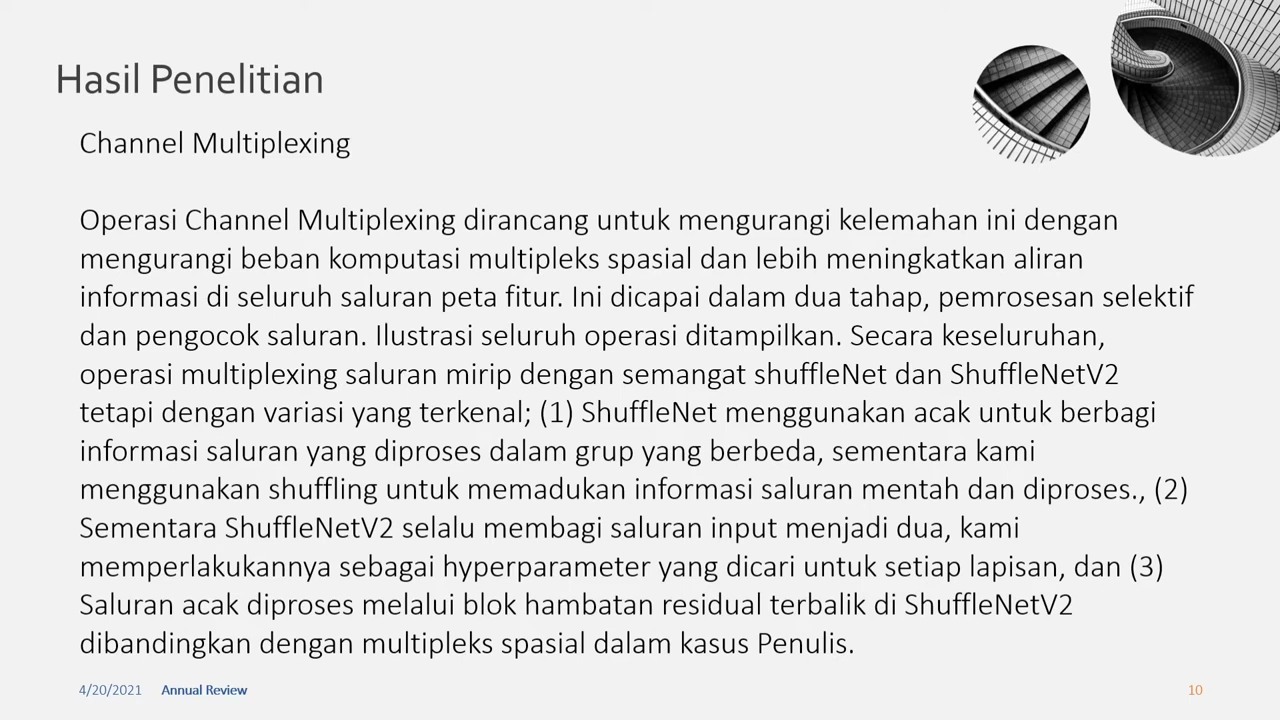 Hasil Penelitian
Channel Multiplexing
Operasi Channel Multiplexing dirancang untuk mengurangi kelemahan ini dengan
mengurangi beban komputasi multipleks spasial dan lebih meningkatkan aliran
informasi di seluruh saluran peta fitur. Ini dicapai dalam dua tahap, pemrosesan selektif
dan pengocok saluran. Ilustrasi seluruh operasi ditampilkan. Secara keseluruhan,
operasi multiplexing saluran mirip dengan semangat shuffleNet dan ShuffleNetV2
tetapi dengan variasi yang terkenal; (1) ShuffleNet menggunakan acak untuk berbagi
informasi saluran yang diproses dalam grup yang berbeda, sementara kami
menggunakan shuffling untuk memadukan informasi saluran mentah dan diproses., (2)
Sementara ShuffleNetV2 selalu membagi saluran input menjadi dua, kami
memperlakukannya sebagai hyperparameter yang dicari untuk setiap lapisan, dan (3)
Saluran acak diproses melalui blok hambatan residual terbalik di ShuffleNetV2
dibandingkan dengan multipleks spasial dalam kasus Penulis.
4/20/2021 Annual Review 10